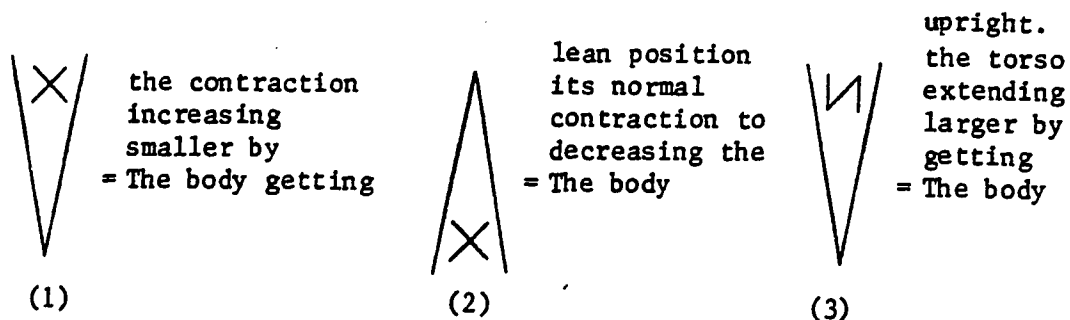 = The body getting
smaller by
increasing
the contraction
(1)
= The body
decreasing the
contraction to
its normal
lean position
(2)
= The body
getting
larger by
extending
the torso
upright.
(3)